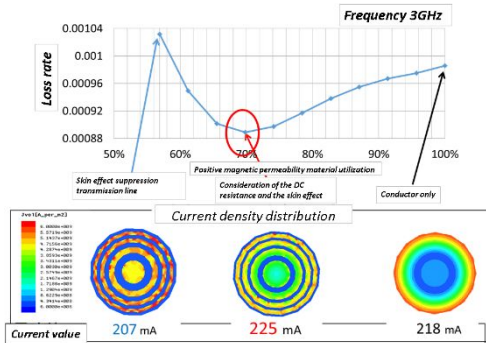 Frequency 3GHz
0.00104
0.001
0.00096
0.00092
0.00088
Loss rate
50%
60%
70%
80%
90%
100%
Positive magnetic permeability material utilization
Skin effect suppression
transmission line
Consideration of the DC
resistance and the skin effect
Conductor only
Current density distribution
Current value
207 mA
225 mA
218 mA